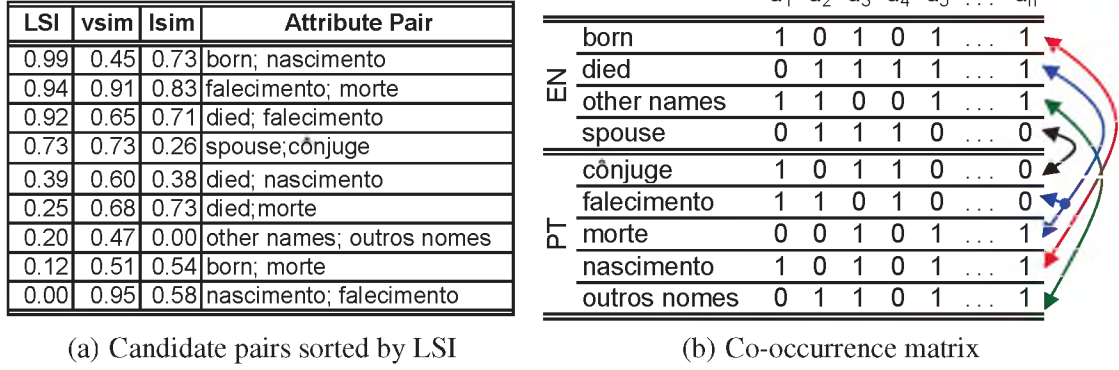 LSI vsim lsim Attribute Pair
0.99 0.45 0.73 born; nascimento
0.94 0.91 0.83 falecimento; morte
0.92 0.65 0.71 died; falecimento
0.73 0.73 0.26 spouse;cônjuge
0.39 0.60 0.38 died; nascimento
0.25 0.68 0.73 died;morte
0.20 0.47 0.00 other names; outros nomes
0.12 0.51 0.54 born; morte
0.00 0.95 0.58 nascimento; falecimento
(a) Candidate pairs sorted by LSI
d1 d2 d3 d4 d5 ... dn
EN
born 1 0 1 0 1 ... 1
died 0 1 1 1 1 ... 1
other names 1 1 0 0 1 ... 1
spouse 0 1 1 1 0 ... 0
PT
cônjuge 1 0 1 1 0 ... 0
falecimento 1 1 0 1 0 ... 0
morte 0 0 1 0 1 ... 1
nascimento 1 0 1 0 1 ... 1
outros nomes 0 1 1 0 1 ... 1
(b) Co-occurrence matrix